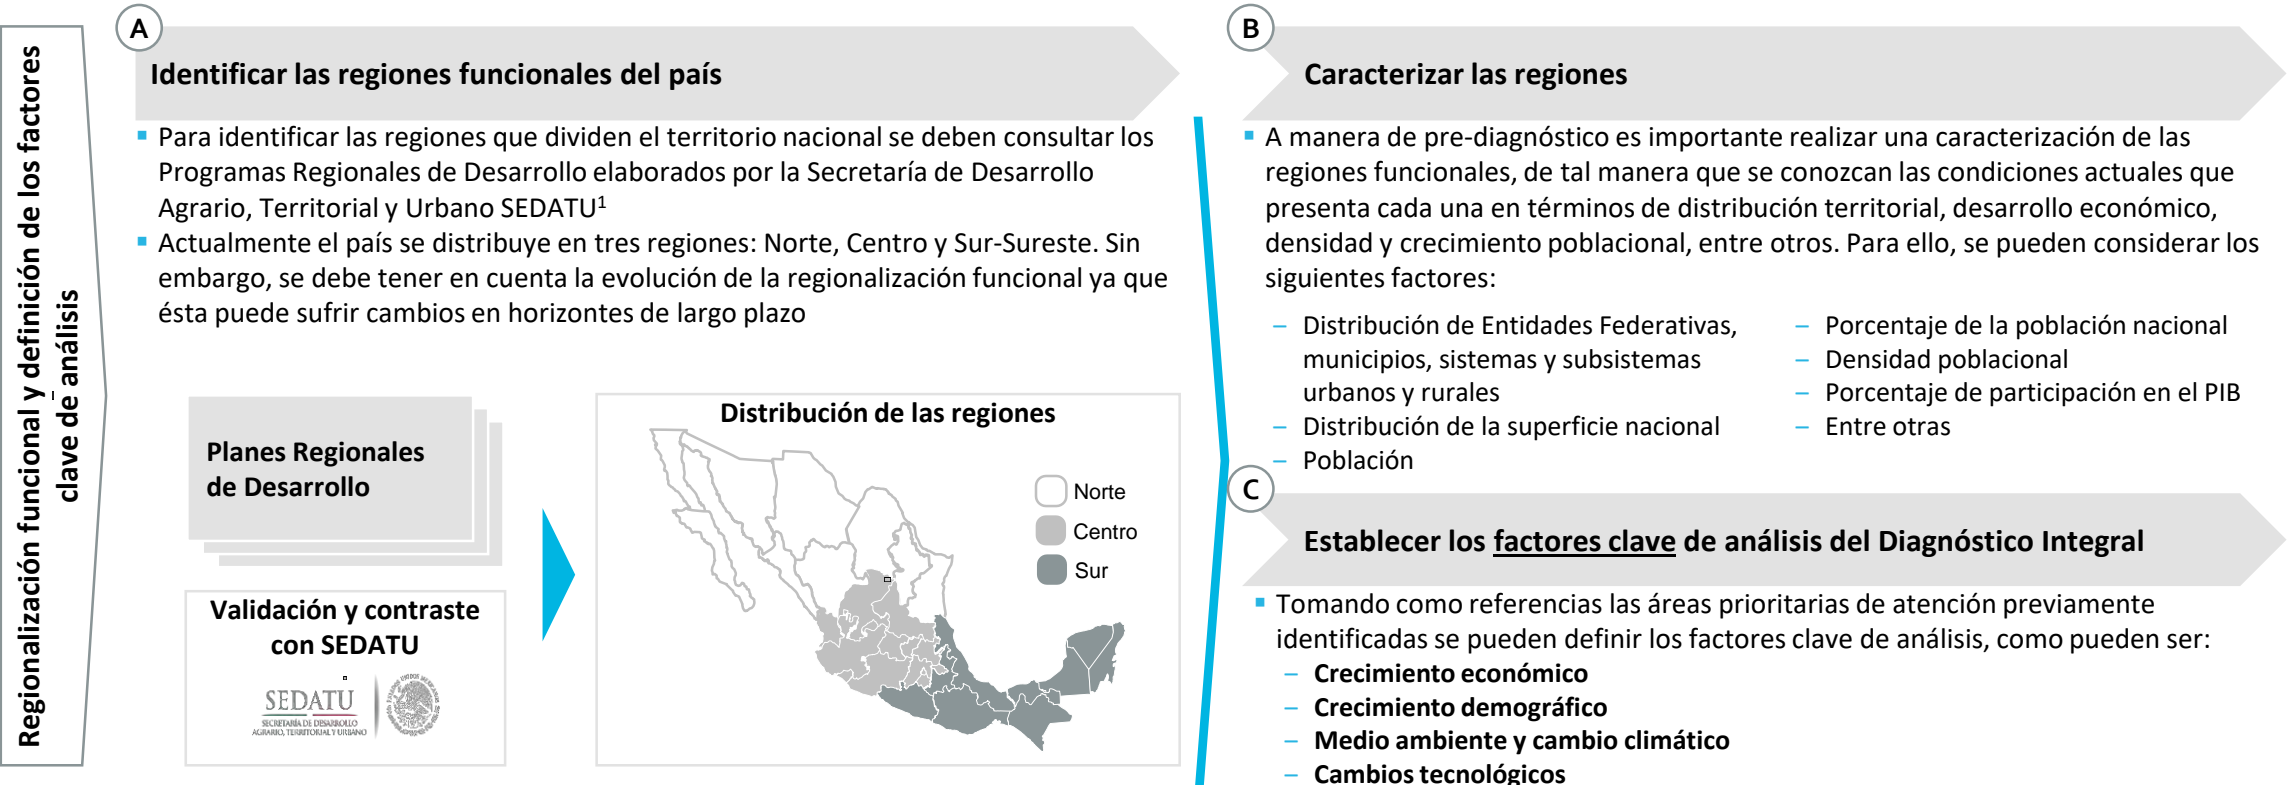 Regionalización funcional y definición de los factores
clave de análisis
A
Identificar las regiones funcionales del país
▪ Para identificar las regiones que dividen el territorio nacional se deben consultar los
Programas Regionales de Desarrollo elaborados por la Secretaría de Desarrollo
Agrario, Territorial y Urbano SEDATU¹
▪ Actualmente el país se distribuye en tres regiones: Norte, Centro y Sur-Sureste. Sin
embargo, se debe tener en cuenta la evolución de la regionalización funcional ya que
ésta puede sufrir cambios en horizontes de largo plazo
Planes Regionales
de Desarrollo
Validación y contraste
con SEDATU
SEDATU
SECRETARÍA DE DESARROLLO
AGRARIO, TERRITORIAL Y URBANO
ESTADOS UNIDOS MEXICANOS
Distribución de las regiones
Norte
Centro
Sur
B
Caracterizar las regiones
▪ A manera de pre-diagnóstico es importante realizar una caracterización de las
regiones funcionales, de tal manera que se conozcan las condiciones actuales que
presenta cada una en términos de distribución territorial, desarrollo económico,
densidad y crecimiento poblacional, entre otros. Para ello, se pueden considerar los
siguientes factores:
– Distribución de Entidades Federativas,
municipios, sistemas y subsistemas
urbanos y rurales
– Distribución de la superficie nacional
– Población
– Porcentaje de la población nacional
– Densidad poblacional
– Porcentaje de participación en el PIB
– Entre otras
C
Establecer los factores clave de análisis del Diagnóstico Integral
▪ Tomando como referencias las áreas prioritarias de atención previamente
identificadas se pueden definir los factores clave de análisis, como pueden ser:
– Crecimiento económico
– Crecimiento demográfico
– Medio ambiente y cambio climático
– Cambios tecnológicos